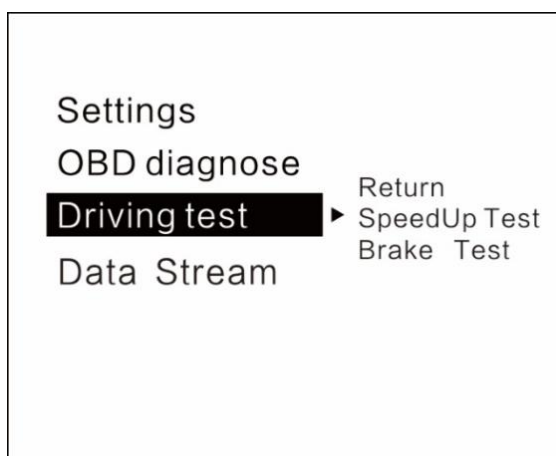 Settings
OBD diagnose
Driving test
Data Stream
Return
SpeedUp Test
Brake Test